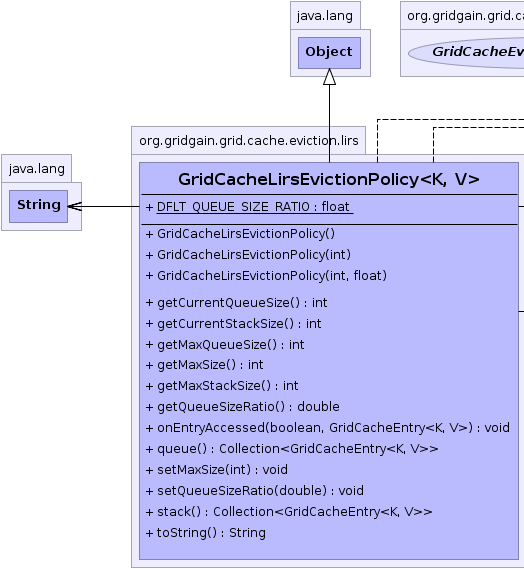 java.lang
org.gridgain.grid.c
Object
GridCacheEv
org.gridgain.grid.cache.eviction.lirs
java.lang
String
GridCacheLirsEvictionPolicy<K, V>
+ DFLT_QUEUE_SIZE_RATIO : float
+ GridCacheLirsEvictionPolicy()
+ GridCacheLirsEvictionPolicy(int)
+ GridCacheLirsEvictionPolicy(int, float)
+ getCurrentQueueSize() : int
+ getCurrentStackSize() : int
+ getMaxQueueSize() : int
+ getMaxSize() : int
+ getMaxStackSize() : int
+ getQueueSizeRatio() : double
+ onEntryAccessed(boolean, GridCacheEntry<K, V>) : void
+ queue() : Collection<GridCacheEntry<K, V>>
+ setMaxSize(int) : void
+ setQueueSizeRatio(double) : void
+ stack() : Collection<GridCacheEntry<K, V>>
+ toString() : String